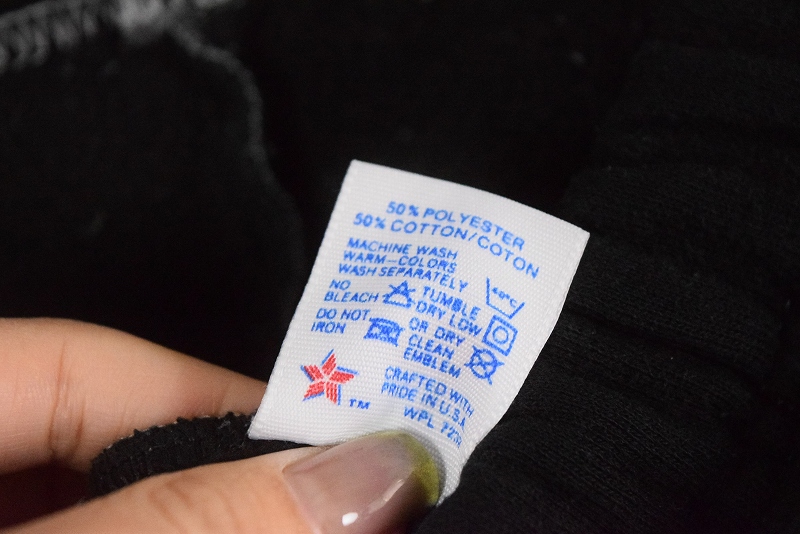 50% POLYESTER
50% COTTON/COTON
MACHINE WASH
WARM—COLORS
WASH SEPARATELY
NO
BLEACH
TUMBLE
DRY LOW
40°C
DO NOT
IRON
OR DRY
CLEAN
EMBLEM
CRAFTED WITH
PRIDE IN U.S.A.
TM
WPL